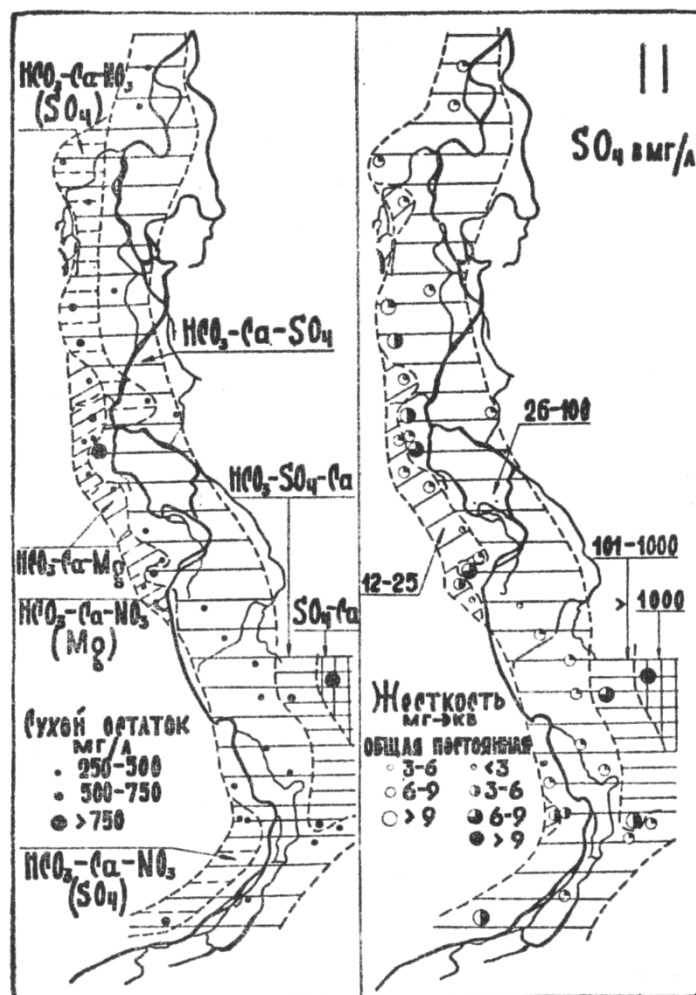 HCO₃-Ca-NO₃
(SO₄)
HCO₃-Ca-SO₄
HCO₃-SO₄-Ca
HCO₃-Ca-Mg
HCO₃-Ca-NO₃
(Mg)
SO₄-Ca
СУХОЙ ОСТАТОК
МГ/Л
250-500
500-750
>750
HCO₃-Ca-NO₃
(SO₄)
II
SO₄ В МГ/Л
26-100
101-1000
12-25
>
1000
ЖЕСТКОСТЬ
МГ-ЭКВ
ОБЩАЯ ПОСТОЯННАЯ
3-6 <3
6-9 3-6
>9 6-9
>9